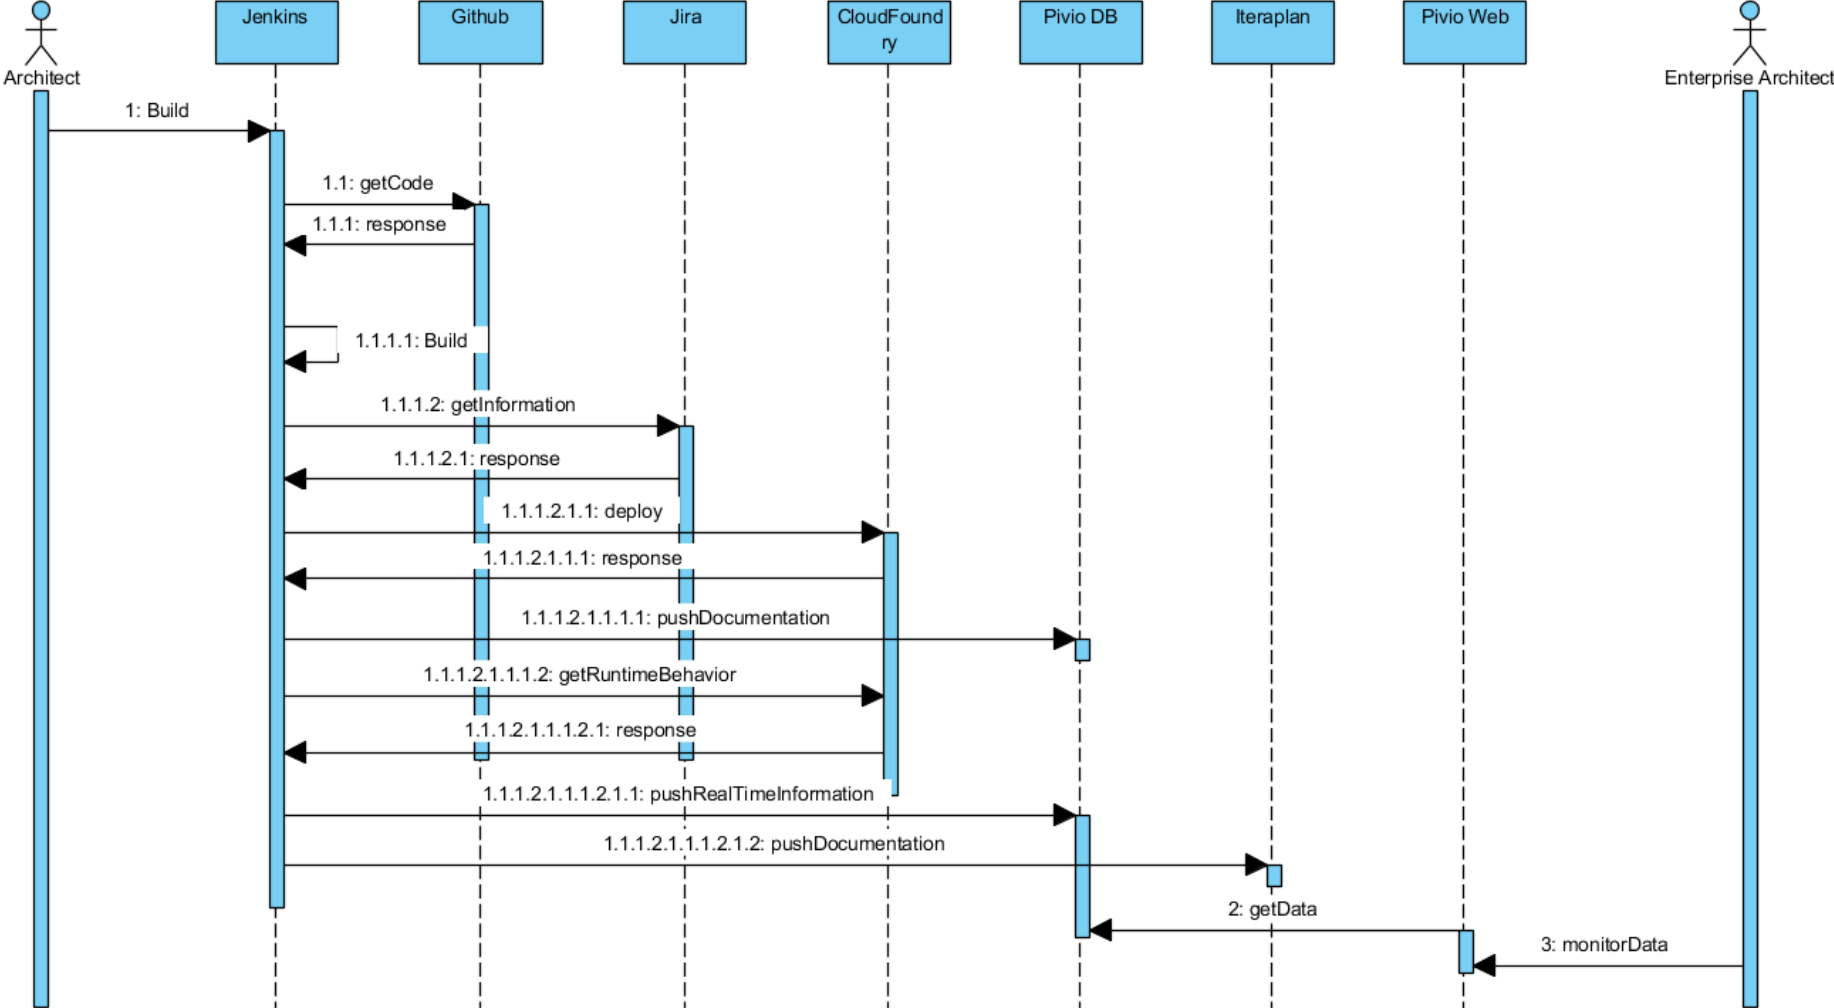 Jenkins
Github
Jira
CloudFound
ry
Pivio DB
Iteraplan
Pivio Web
Architect
Enterprise Architect
1: Build
1.1: getCode
1.1.1: response
1.1.1.1: Build
1.1.1.2: getInformation
1.1.1.2.1: response
1.1.1.2.1.1: deploy
1.1.1.2.1.1.1: response
1.1.1.2.1.1.1.1: pushDocumentation
1.1.1.2.1.1.1.2: getRuntimeBehavior
1.1.1.2.1.1.1.2.1: response
1.1.1.2.1.1.1.2.1.1: pushRealTimeInformation
1.1.1.2.1.1.1.2.1.2: pushDocumentation
2: getData
3: monitorData